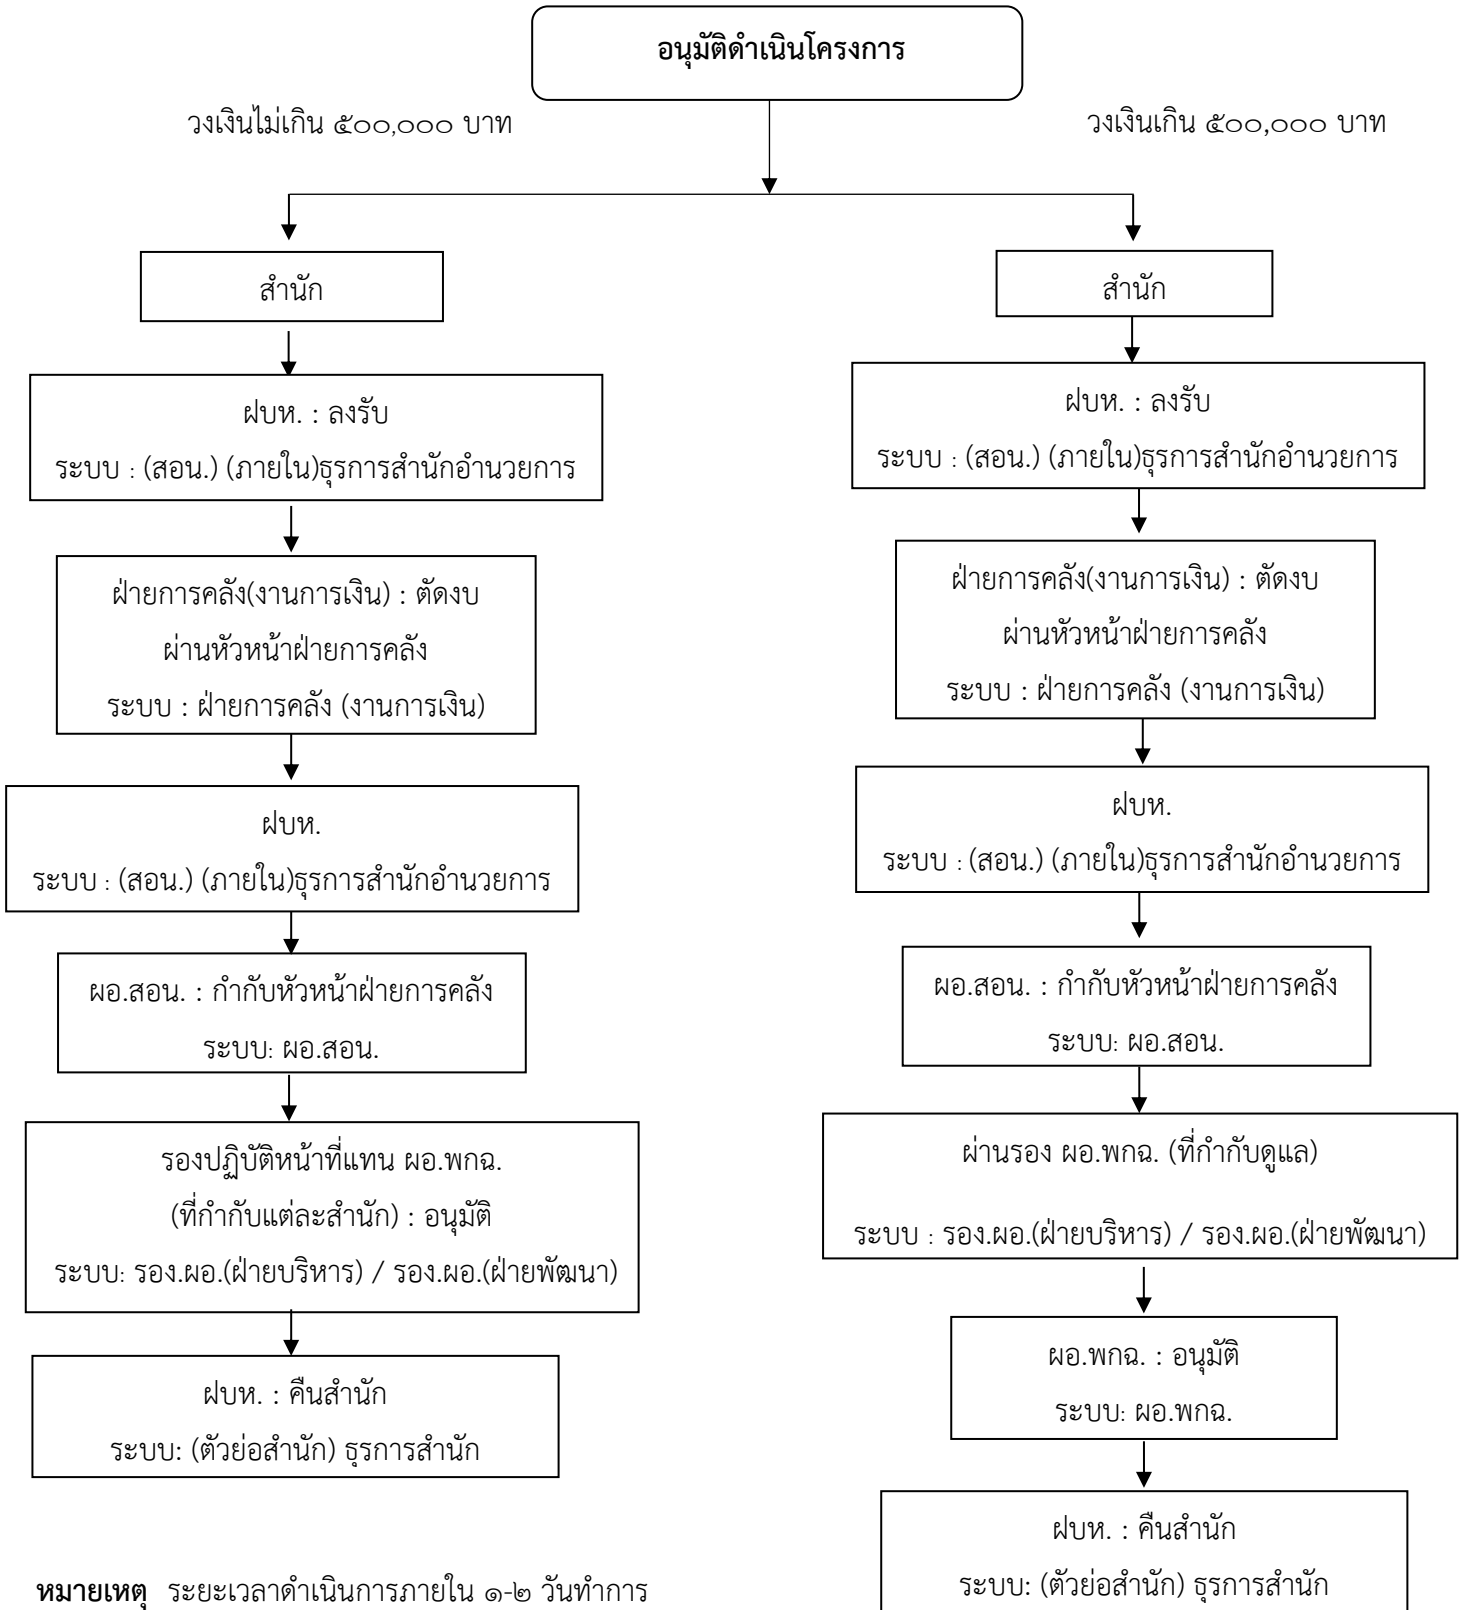 อนุมัติดำเนินโครงการ
วงเงินไม่เกิน ๕๐๐,๐๐๐ บาท
วงเงินเกิน ๕๐๐,๐๐๐ บาท
สำนัก
ฝบห. : ลงรับ
ระบบ : (สอน.) (ภายใน)ธุรการสำนักอำนวยการ
ฝ่ายการคลัง(งานการเงิน) : ตัดงบ
ผ่านหัวหน้าฝ่ายการคลัง
ระบบ : ฝ่ายการคลัง (งานการเงิน)
ฝบห.
ระบบ : (สอน.) (ภายใน)ธุรการสำนักอำนวยการ
ผอ.สอน. : กำกับหัวหน้าฝ่ายการคลัง
ระบบ: ผอ.สอน.
รองปฏิบัติหน้าที่แทน ผอ.พกฉ.
(ที่กำกับแต่ละสำนัก) : อนุมัติ
ระบบ: รอง.ผอ.(ฝ่ายบริหาร) / รอง.ผอ.(ฝ่ายพัฒนา)
ฝบห. : คืนสำนัก
ระบบ: (ตัวย่อสำนัก) ธุรการสำนัก
สำนัก
ฝบห. : ลงรับ
ระบบ : (สอน.) (ภายใน)ธุรการสำนักอำนวยการ
ฝ่ายการคลัง(งานการเงิน) : ตัดงบ
ผ่านหัวหน้าฝ่ายการคลัง
ระบบ : ฝ่ายการคลัง (งานการเงิน)
ฝบห.
ระบบ : (สอน.) (ภายใน)ธุรการสำนักอำนวยการ
ผอ.สอน. : กำกับหัวหน้าฝ่ายการคลัง
ระบบ: ผอ.สอน.
ผ่านรอง ผอ.พกฉ. (ที่กำกับดูแล)
ระบบ : รอง.ผอ.(ฝ่ายบริหาร) / รอง.ผอ.(ฝ่ายพัฒนา)
ผอ.พกฉ. : อนุมัติ
ระบบ: ผอ.พกฉ.
ฝบห. : คืนสำนัก
ระบบ: (ตัวย่อสำนัก) ธุรการสำนัก
หมายเหตุ ระยะเวลาดำเนินการภายใน ๑-๒ วันทำการ